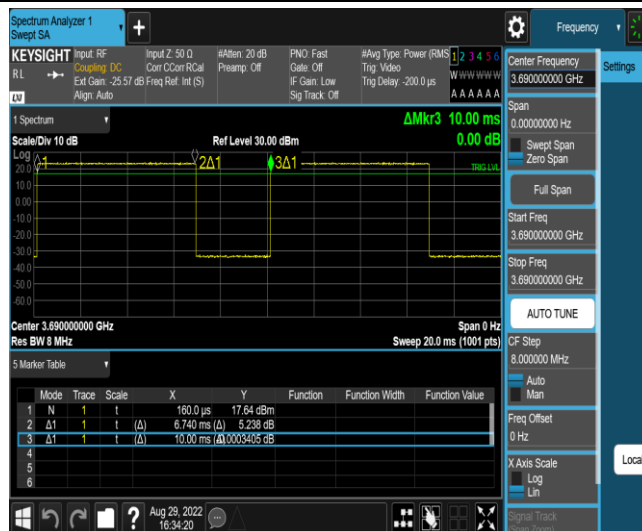 Spectrum Analyzer 1
Swept SA
Frequency
KEYSIGHT
RL
Input: RF
Coupling: DC
Ext Gain: -25.57 dB
Align: Auto
Input Z: 50 Ω
Corr CCorr RCal
Freq Ref: Int (S)
#Atten: 20 dB
Preamp: Off
PNO: Fast
Gate: Off
IF Gain: Low
Sig Track: Off
#Avg Type: Power (RMS
Trig: Video
Trig Delay: -200.0 µs
1 2 3 4 5 6
W W W W W W
A A A A A A
LXI
1 Spectrum
ΔMkr3 10.00 ms
0.00 dB
Scale/Div 10 dB
Ref Level 30.00 dBm
Log
1
2Δ1
3Δ1
TRIG LVL
20.0
10.0
0.00
-10.0
-20.0
-30.0
-40.0
-50.0
-60.0
Center 3.690000000 GHz
Res BW 8 MHz
Span 0 Hz
Sweep 20.0 ms (1001 pts)
5 Marker Table
Mode Trace Scale X Y Function Function Width Function Value
1 N 1 t 160.0 µs 17.64 dBm
2 Δ1 1 t (Δ) 6.740 ms (Δ) 5.238 dB
3 Δ1 1 t (Δ) 10.00 ms (Δ) 0.0003405 dB
4
5
6
Aug 29, 2022
16:34:20
Center Frequency
3.690000000 GHz
Span
0.00000000 Hz
Swept Span
Zero Span
Full Span
Start Freq
3.690000000 GHz
Stop Freq
3.690000000 GHz
AUTO TUNE
CF Step
8.000000 MHz
Auto
Man
Freq Offset
0 Hz
X Axis Scale
Log
Lin
Signal Track
(Span Zoom)
Settings
Local